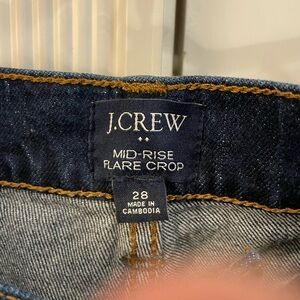 J.CREW
MID-RISE
FLARE CROP
28
MADE IN
CAMBODIA